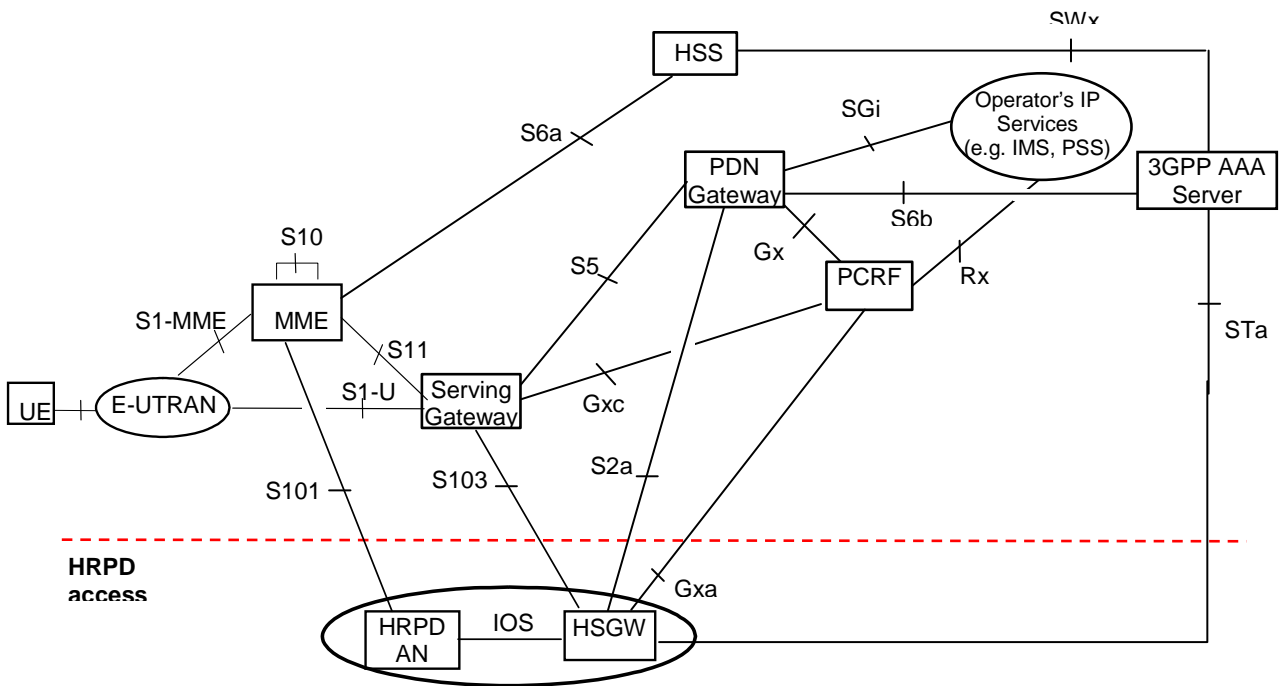 SWx
HSS
Operator's IP
Services
(e.g. IMS, PSS)
SGi
S6a
PDN
Gateway
3GPP AAA
Server
S6b
S10
Gx
S5
Rx
PCRF
S1-MME
MME
STa
S11
S1-U
Serving
Gateway
Gxc
UE
E-UTRAN
S2a
S101
S103
HRPD
access
Gxa
IOS
HRPD
AN
HSGW